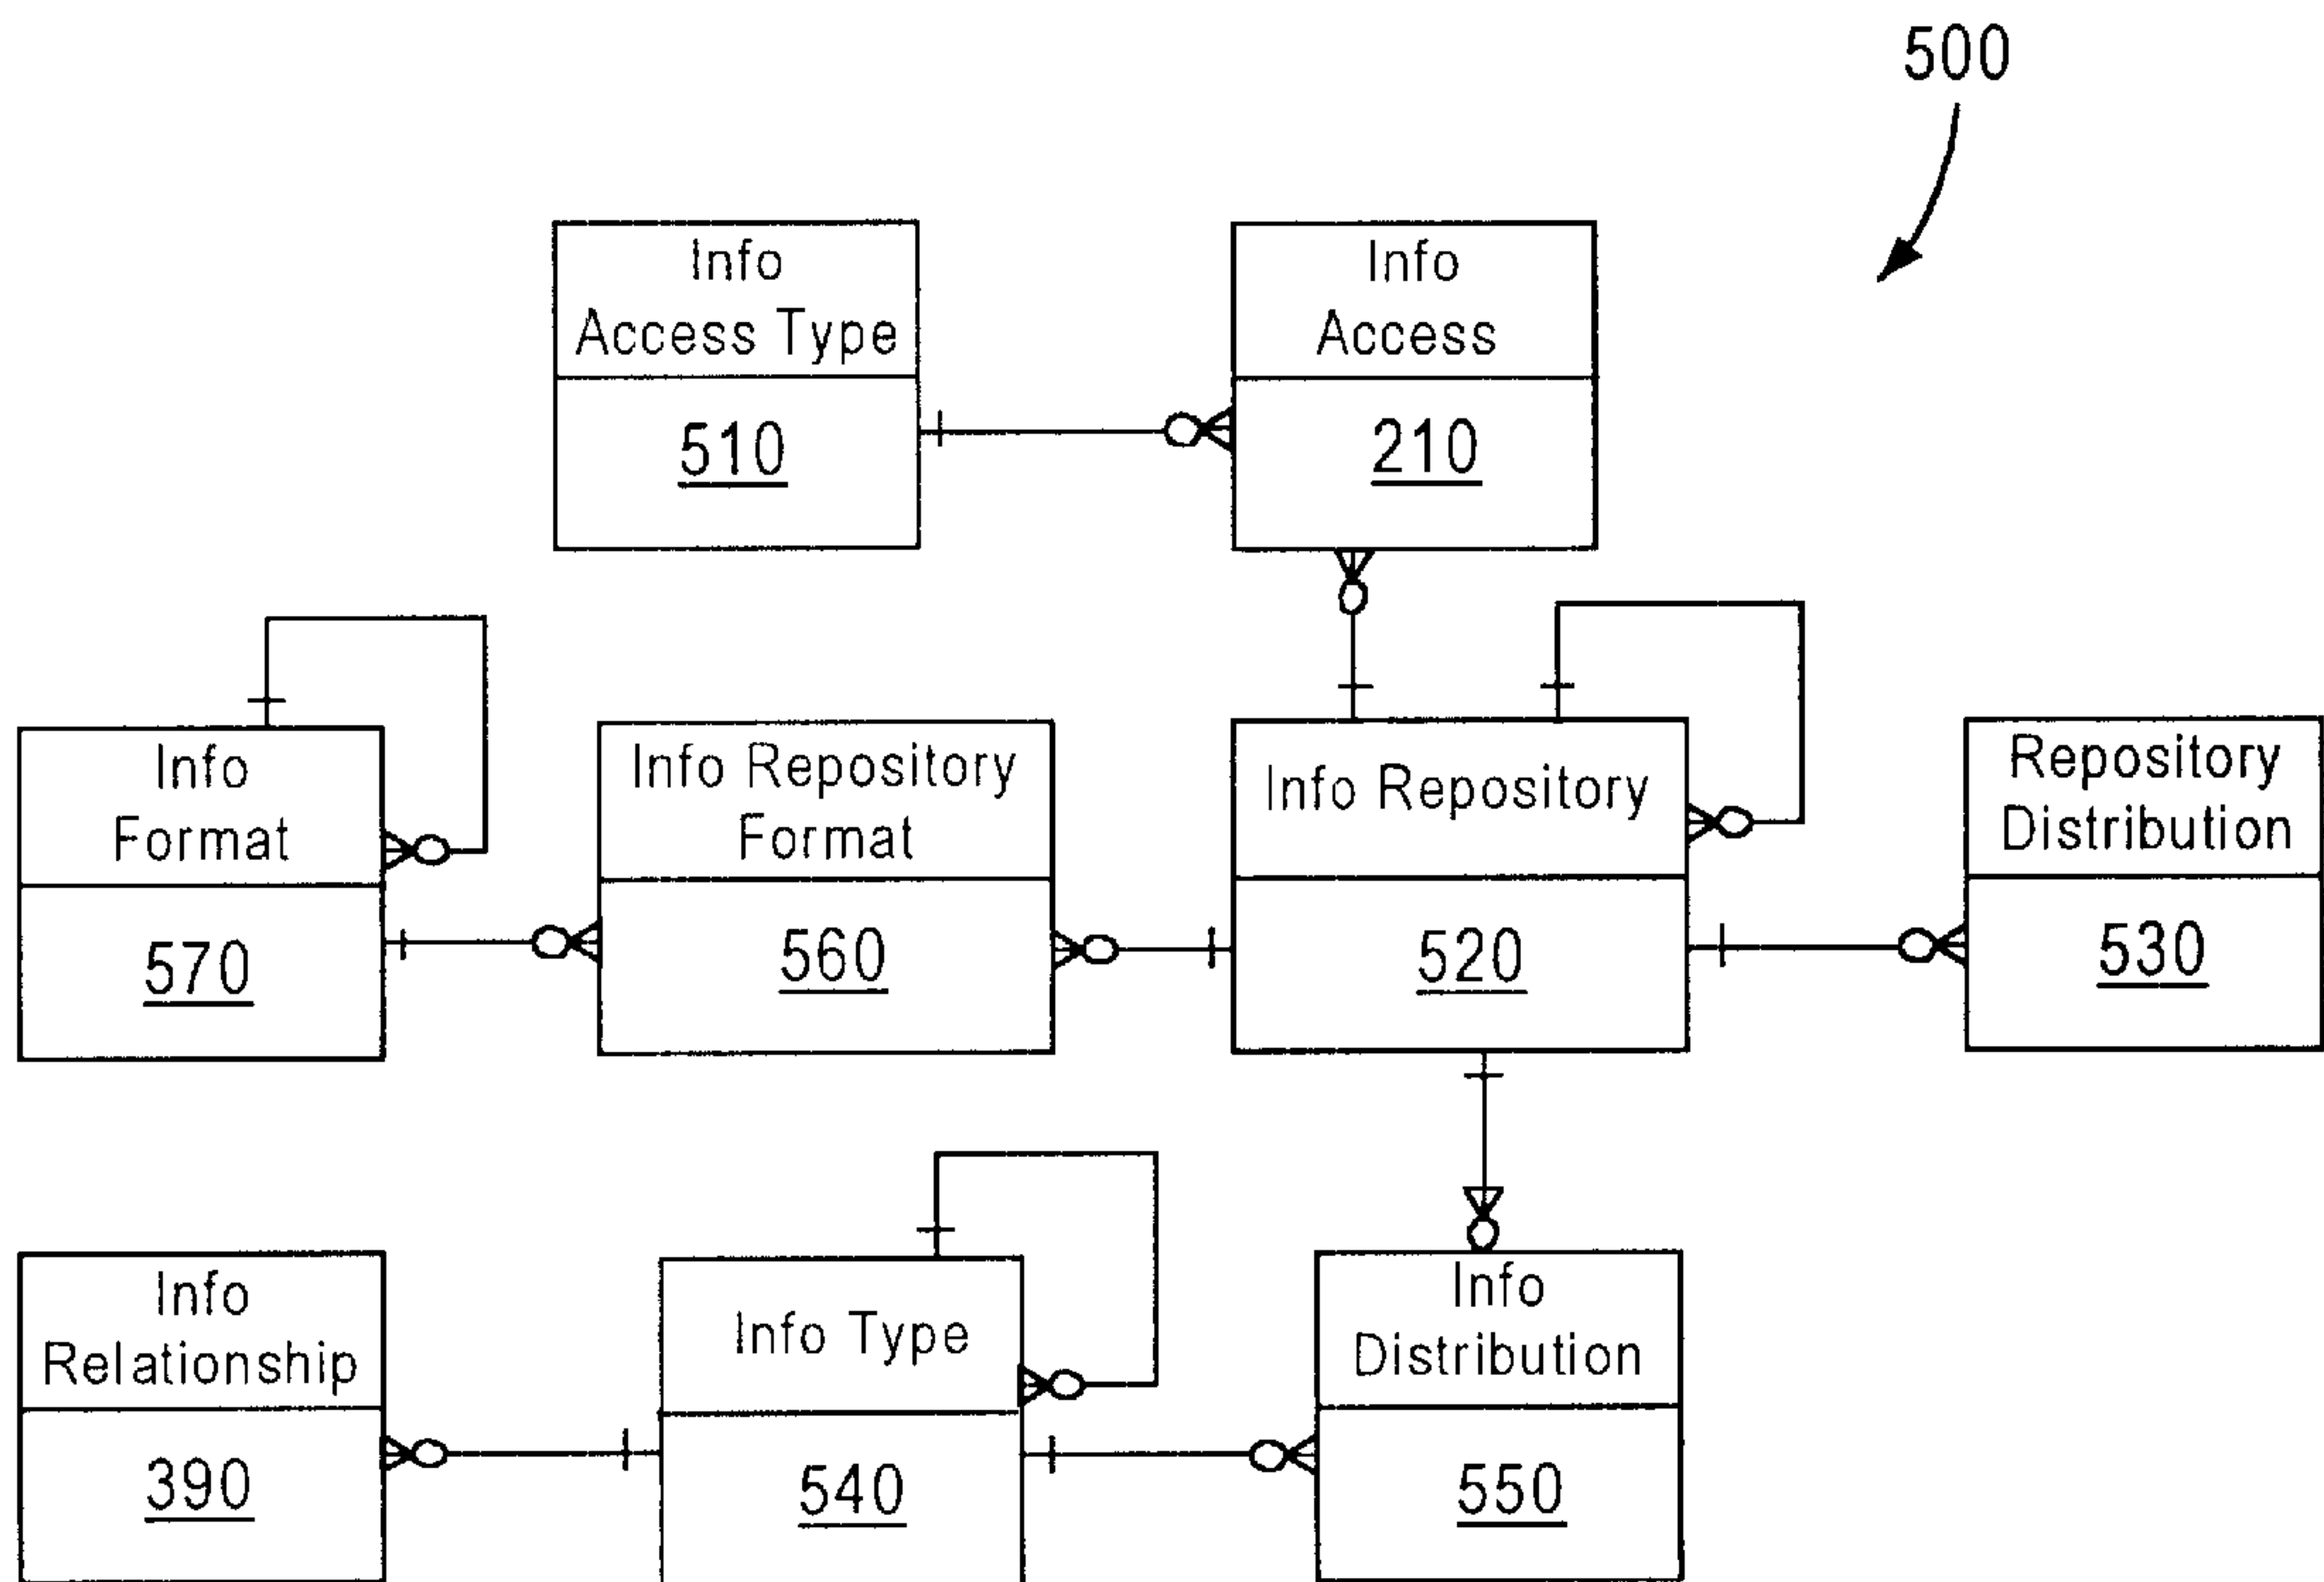 500
Info
Access Type
510
Info
Access
210
Info
Format
570
Info Repository
Format
560
Info Repository
520
Repository
Distribution
530
Info
Relationship
390
Info Type
540
Info
Distribution
550